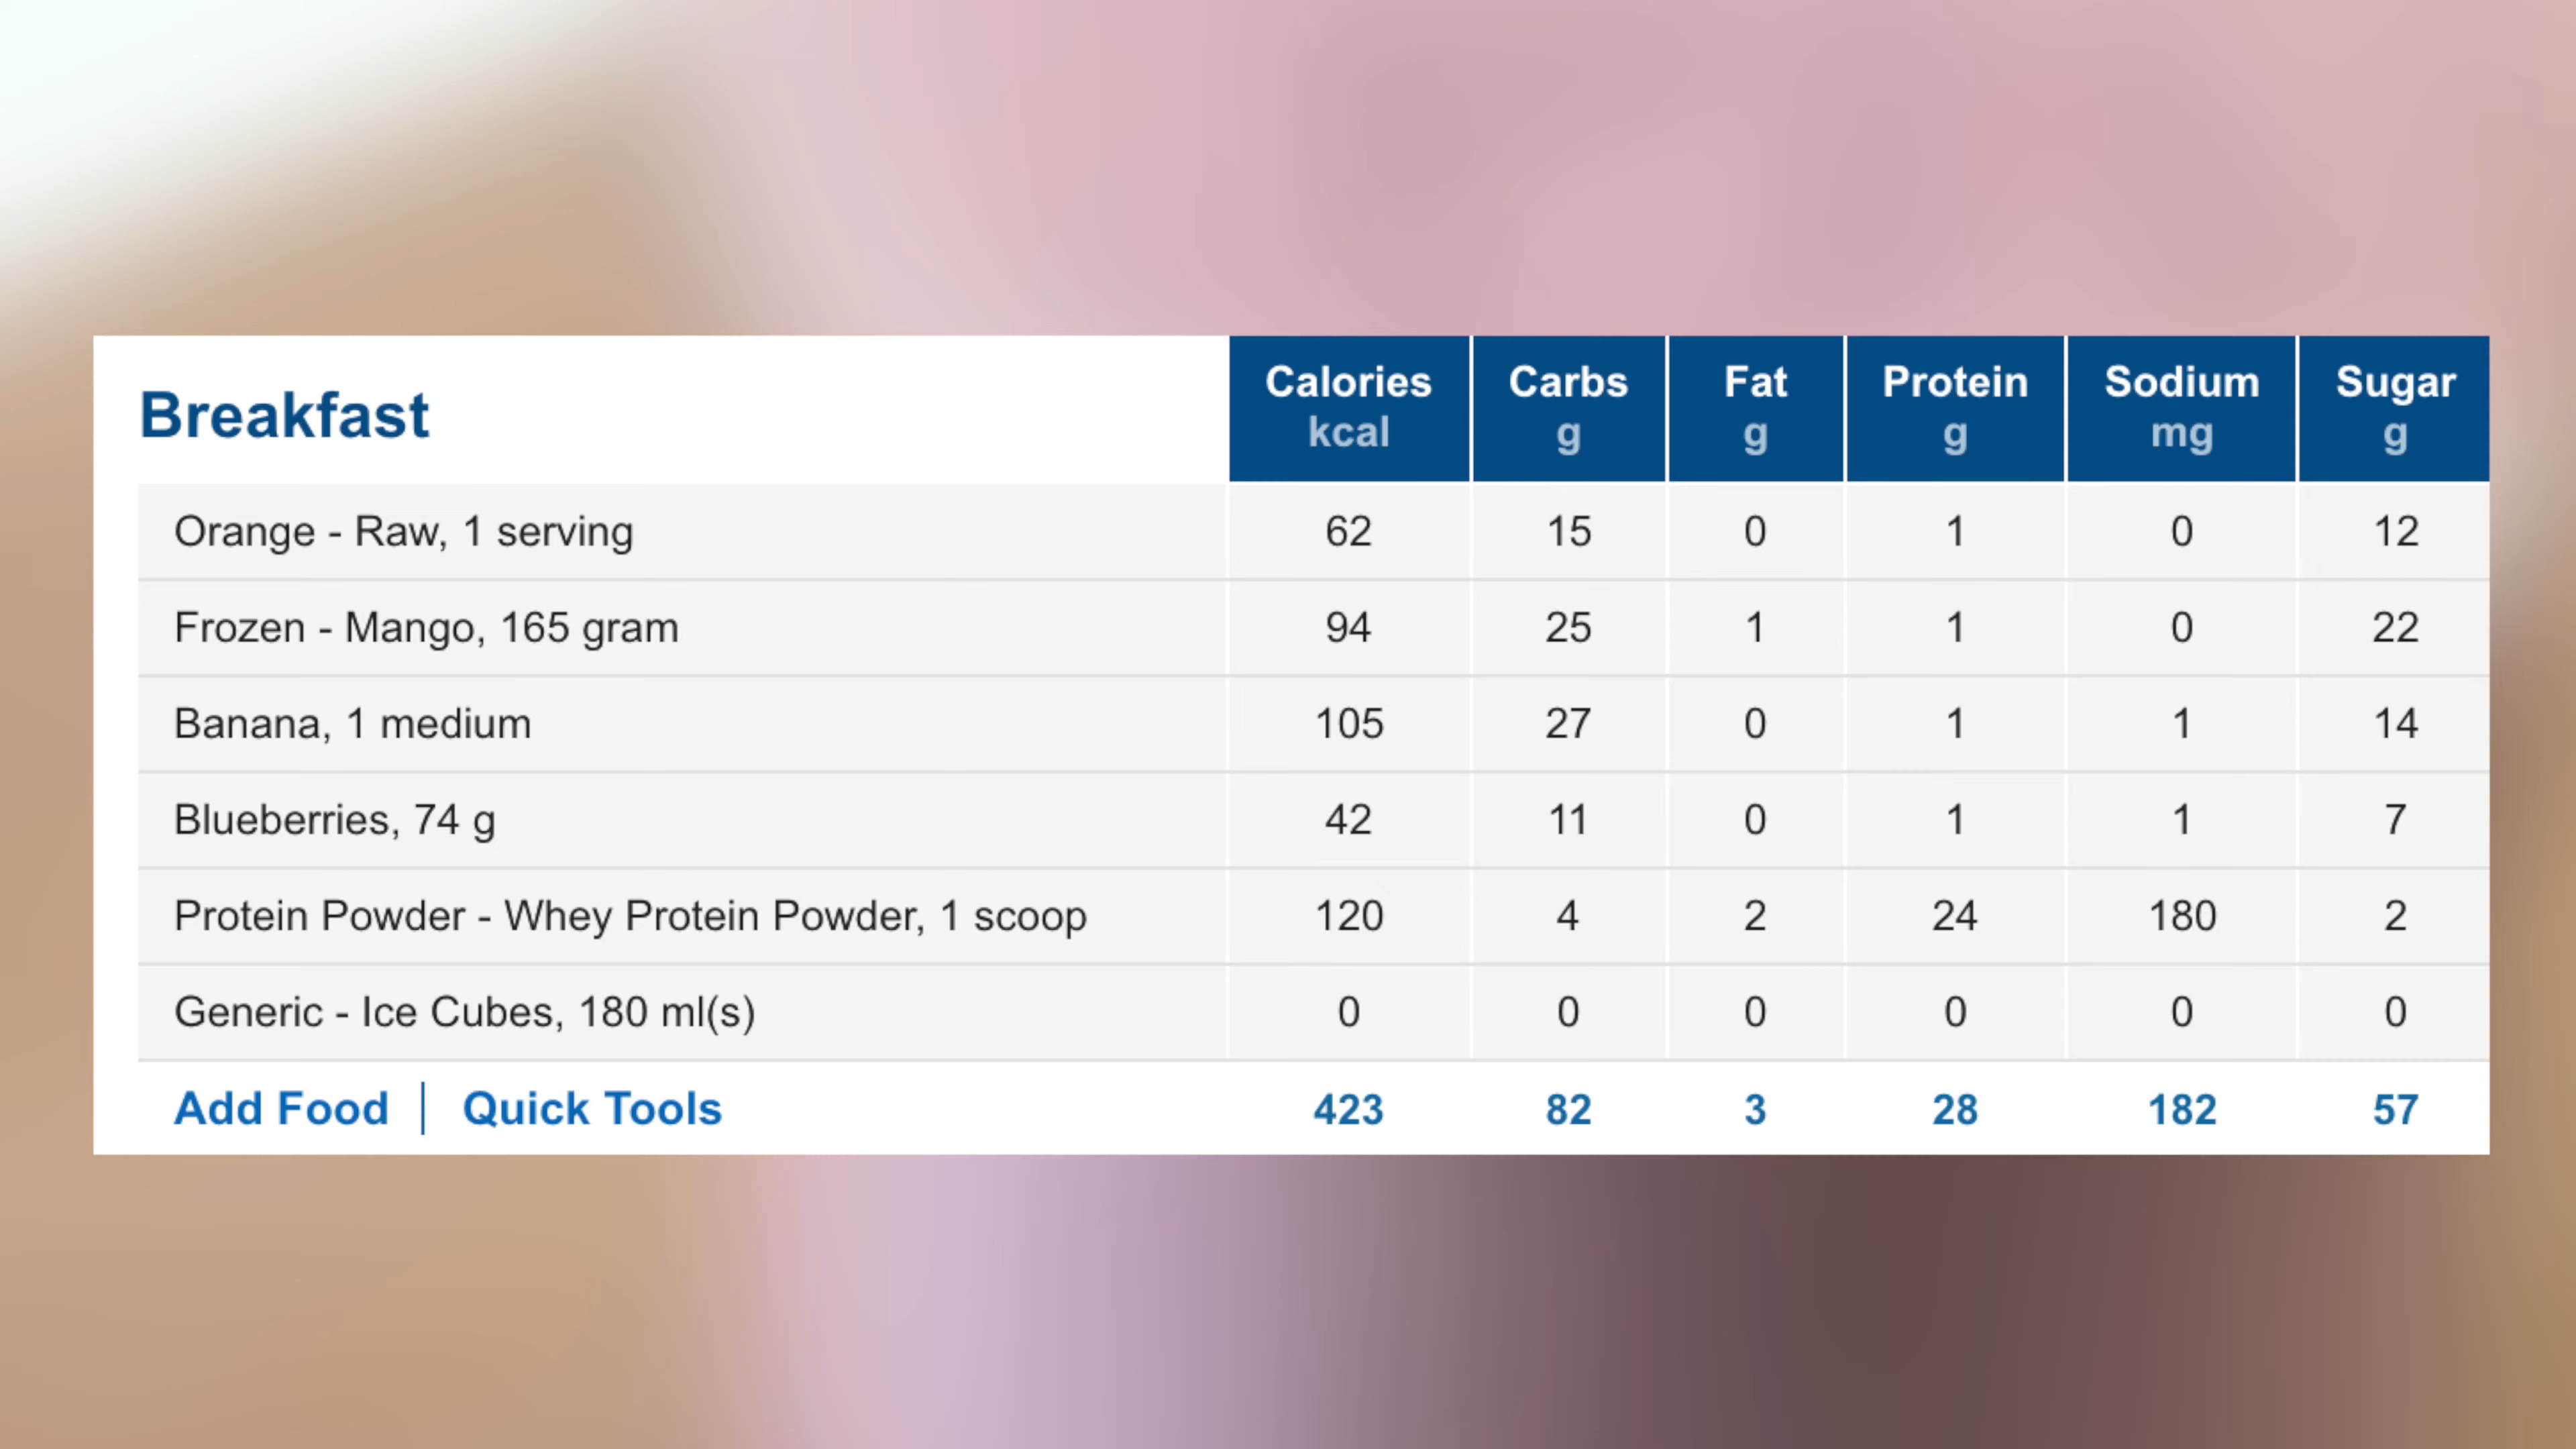 Breakfast Calories Carbs Fat Protein Sodium Sugar
kcal g g g mg g
Orange - Raw, 1 serving 62 15 0 1 0 12
Frozen - Mango, 165 gram 94 25 1 1 0 22
Banana, 1 medium 105 27 0 1 1 14
Blueberries, 74 g 42 11 0 1 1 7
Protein Powder - Whey Protein Powder, 1 scoop 120 4 2 24 180 2
Generic - Ice Cubes, 180 ml(s) 0 0 0 0 0 0
Add Food | Quick Tools 423 82 3 28 182 57